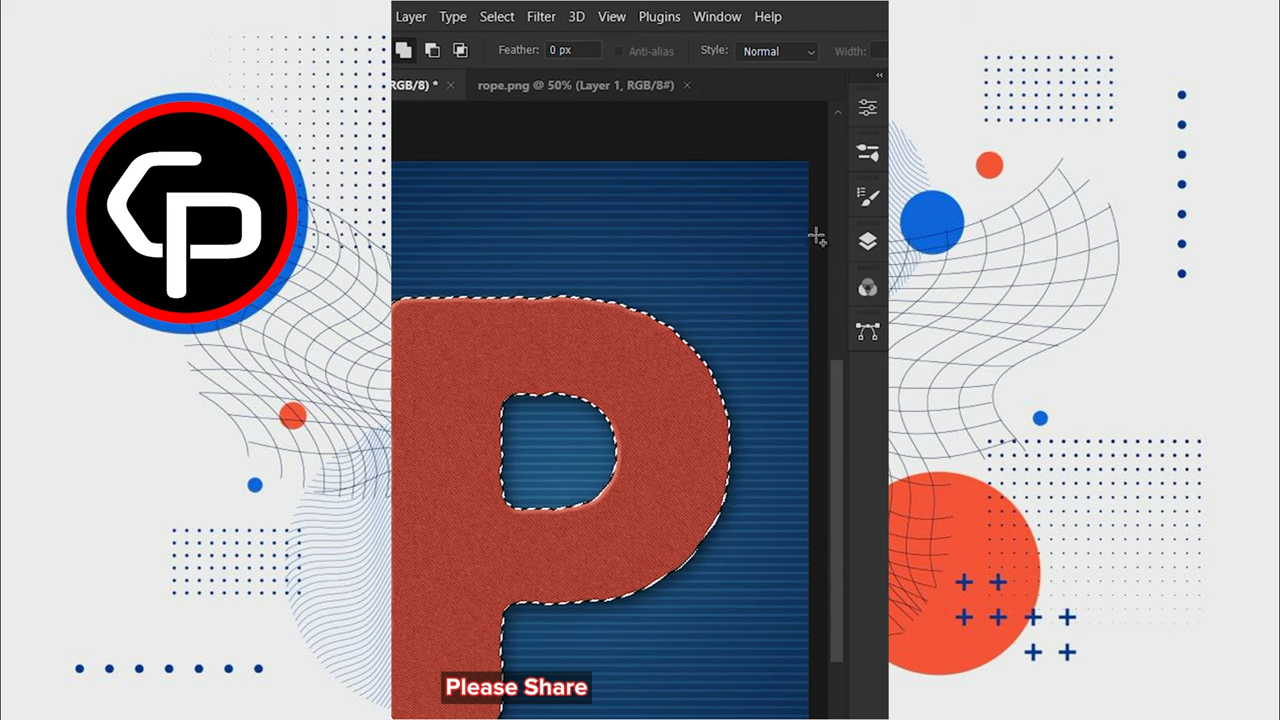 Layer Type Select Filter 3D View Plugins Window Help
Feather: 0 px Anti-alias Style: Normal Width:
RGB/8) * × rope.png @ 50% (Layer 1, RGB/8#) ×
CP
P
Please Share